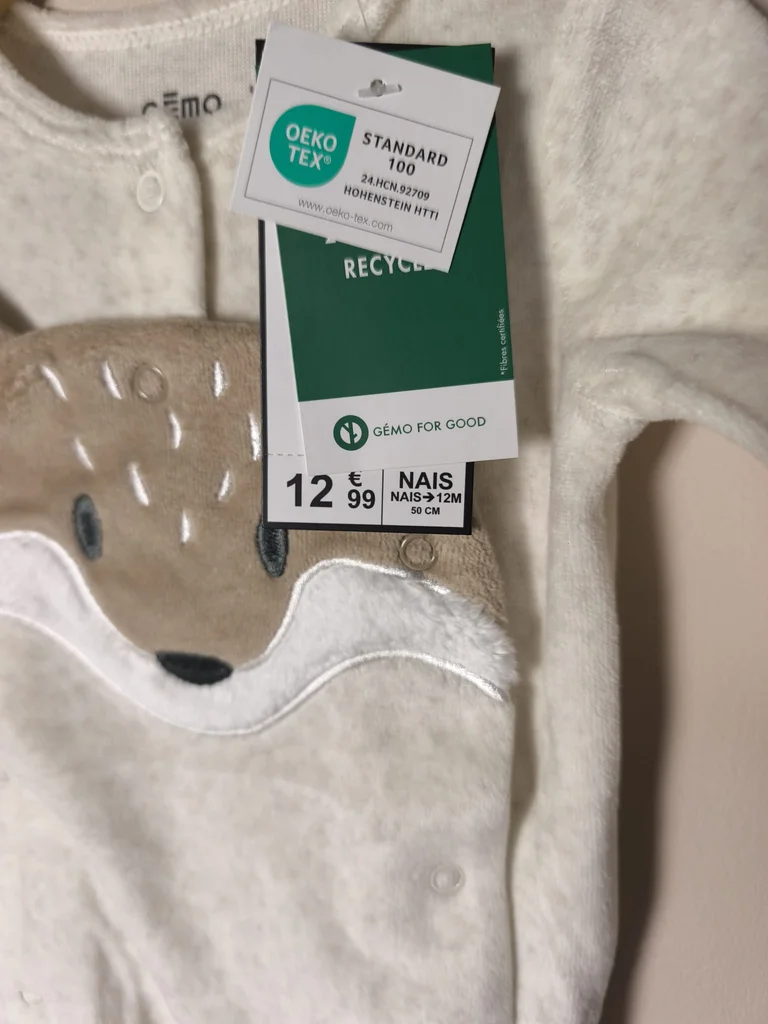 GĒMO
OEKO
TEX®
STANDARD
100
24.HCN.92709
HOHENSTEIN HTTI
www.oeko-tex.com
*Fibres certifiées
GÉMO FOR GOOD
12 €
99
NAIS
NAIS→12M
50 CM